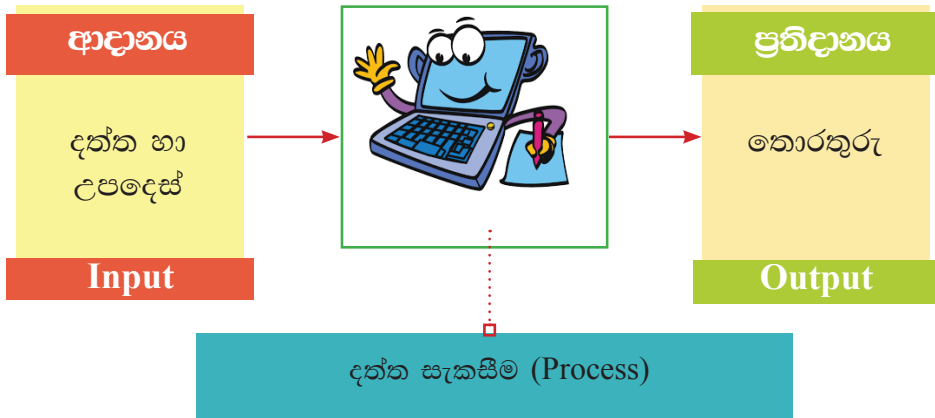 ආදානය
දත්ත හා
උපදෙස්
Input
ප්‍රතිදානය
තොරතුරු
Output
දත්ත සැකසීම (Process)